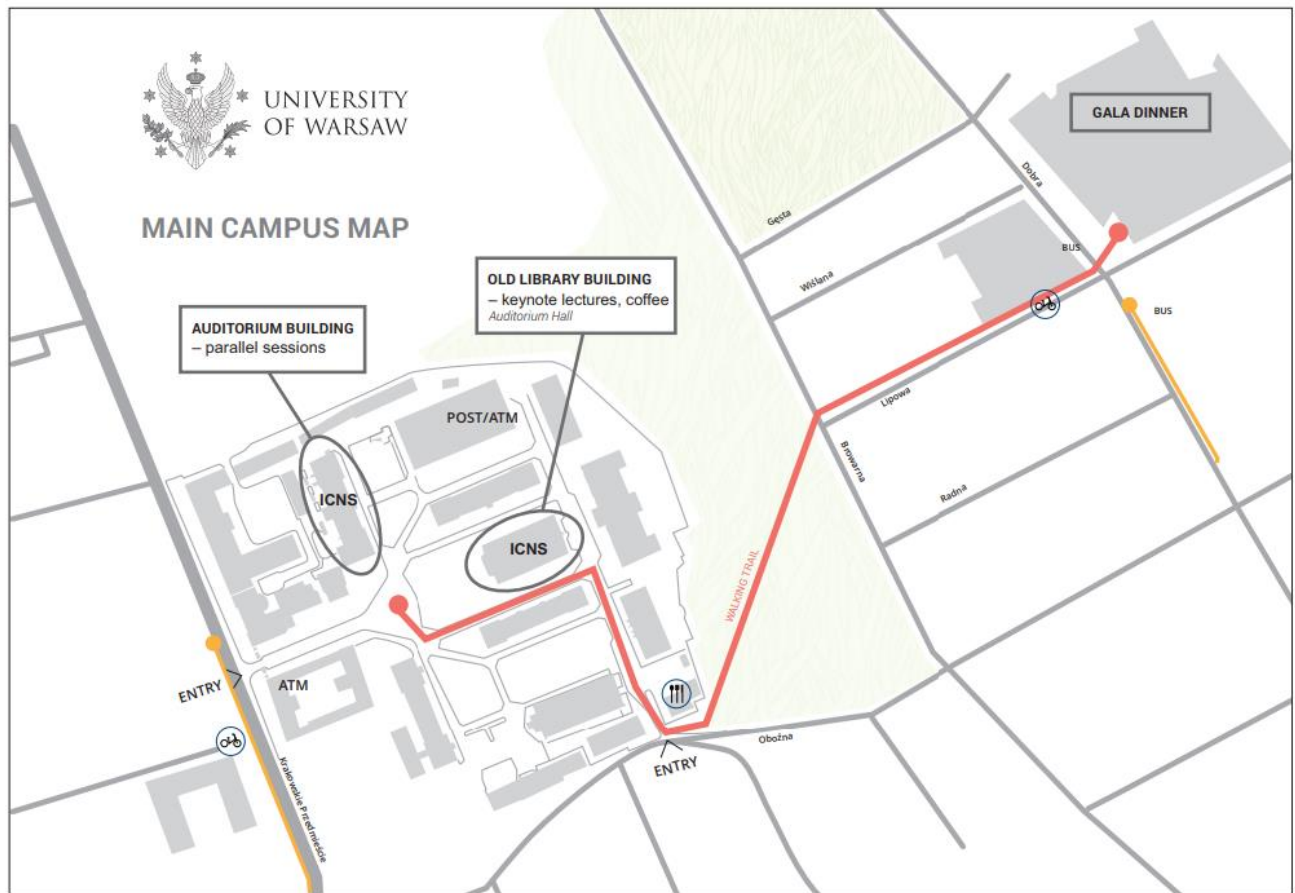 UNIVERSITY
OF WARSAW
MAIN CAMPUS MAP
GALA DINNER
Dobra
Gęsta
BUS
Wiślana
OLD LIBRARY BUILDING
– keynote lectures, coffee
Auditorium Hall
AUDITORIUM BUILDING
– parallel sessions
BUS
Lipowa
POST/ATM
Browarna
Radna
ICNS
ICNS
WALKING TRAIL
ENTRY
ATM
Oboźna
ENTRY
Krakowskie Przedmieście